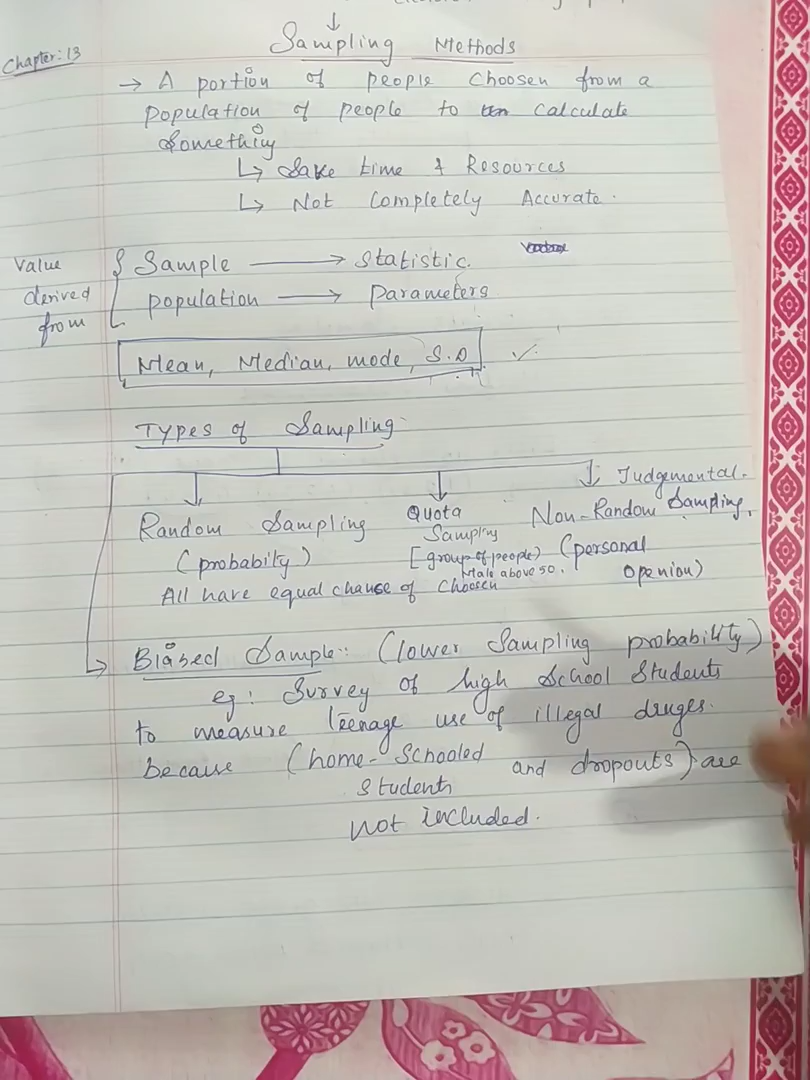 Sampling Methods
Chapter: 13
→ A portion of people choosen from a
population of people to calculate
something
↳ Save time & Resources
↳ Not completely Accurate.
Value derived from
{ Sample → Statistic.
population → Parameters
Mean, Median, mode, S.D ✓
Types of Sampling
Random Sampling
(probabity)
All have equal chanse of choosen
Quota
Sampling
[group of people)
Male above 50.
Judgemental.
Non-Random Sampling.
(personal
openion)
↳ Biased Sample:- (lower Sampling probability)
eg: Survey of high School Students
to measure teenage use of illegal druges.
because (home-Schooled and dropouts) are
Students
not included.